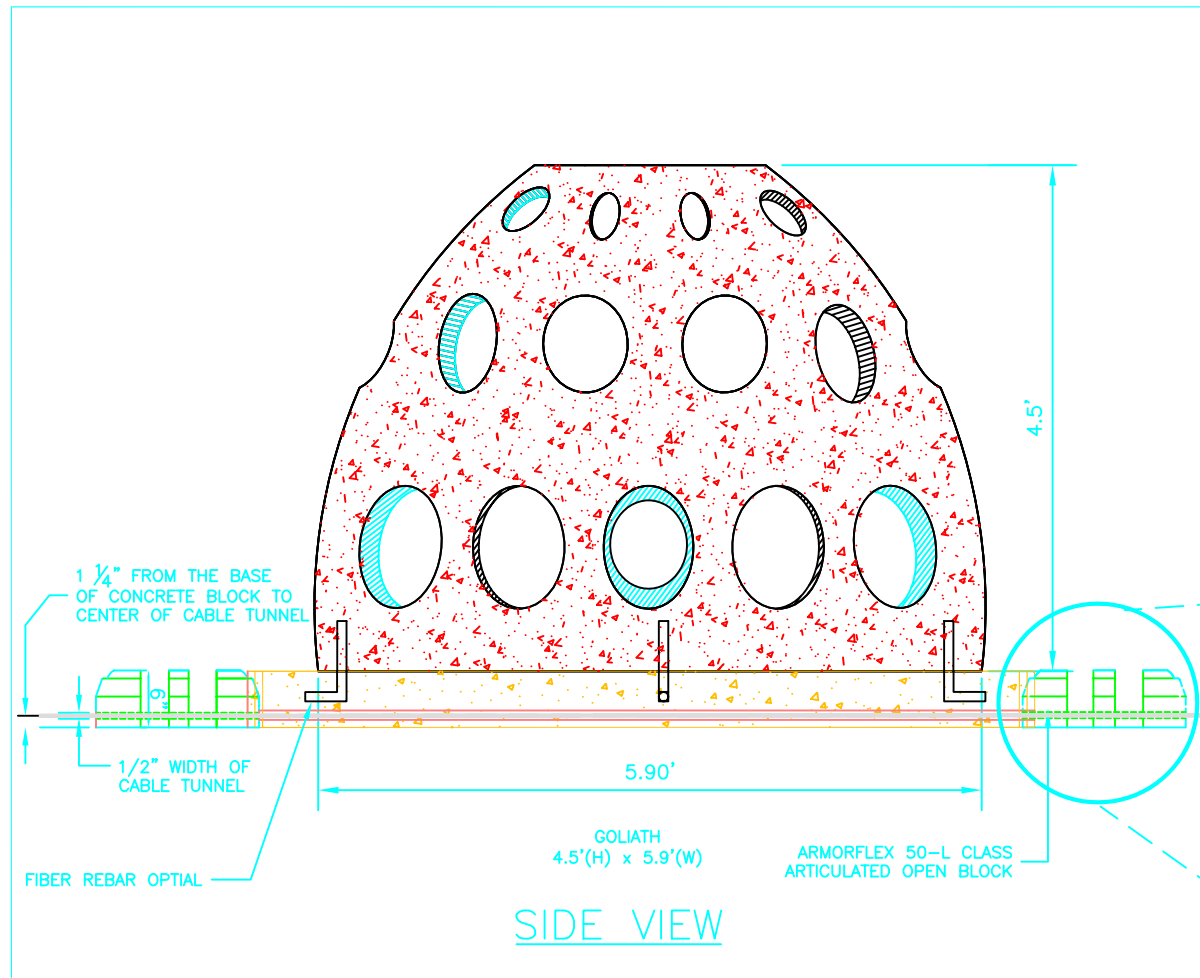 4.5'
1 1/4" FROM THE BASE
OF CONCRETE BLOCK TO
CENTER OF CABLE TUNNEL
6"
1/2" WIDTH OF
CABLE TUNNEL
5.90'
GOLIATH
4.5'(H) x 5.9'(W)
ARMORFLEX 50-L CLASS
ARTICULATED OPEN BLOCK
FIBER REBAR OPTIAL
SIDE VIEW